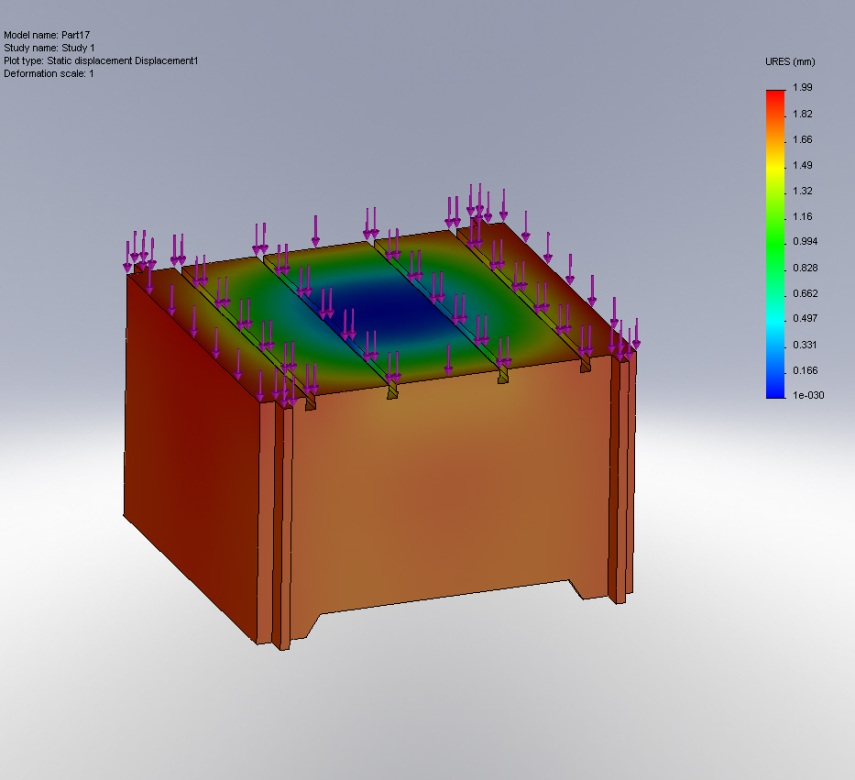 Model name: Part17
Study name: Study 1
Plot type: Static displacement Displacement1
Deformation scale: 1
URES (mm)
1.99
1.82
1.66
1.49
1.32
1.16
0.994
0.828
0.662
0.497
0.331
0.166
1e-030